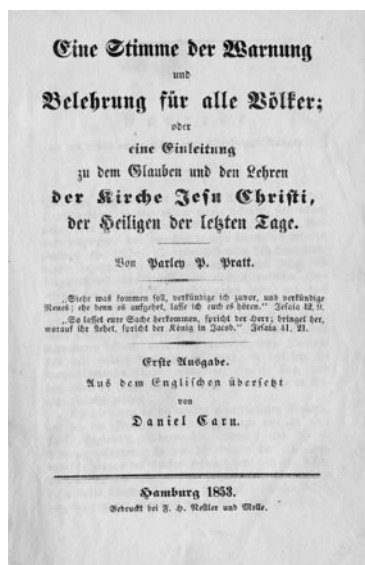 Eine Stimme der Warnung
und
Belehrung für alle Völker;
oder
eine Einleitung
zu dem Glauben und den Lehren
der Kirche Jesu Christi,
der Heiligen der letzten Tage.
Von Parley P. Pratt.
„Siehe was kommen soll, verkündige ich zuvor, und verkündige
Neues; ehe denn es aufgehet, lasse ich euch es hören.“ Jesaia 42, 9.
„So lasset eure Sache herkommen, spricht der Herr; bringet her,
worauf ihr stehet, spricht der König in Jacob.“ Jesaia 41, 21.
Erste Ausgabe.
Aus dem Englischen übersetzt
von
Daniel Carn.
Hamburg 1853.
Gedruckt bei F. H. Nestler und Melle.